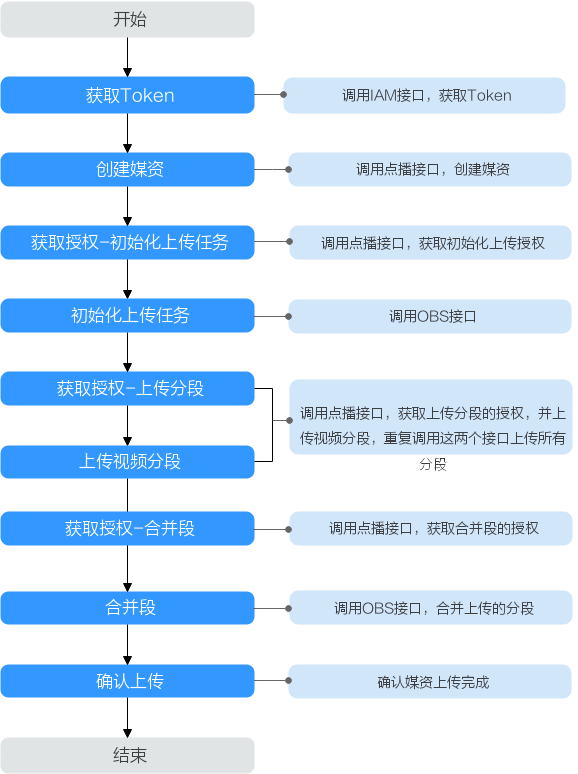 开始
获取Token
调用IAM接口，获取Token
创建媒资
调用点播接口，创建媒资
获取授权-初始化上传任务
调用点播接口，获取初始化上传授权
初始化上传任务
调用OBS接口
获取授权-上传分段
调用点播接口，获取上传分段的授权，并上
传视频分段，重复调用这两个接口上传所有
分段
上传视频分段
获取授权-合并段
调用点播接口，获取合并段的授权
合并段
调用OBS接口，合并上传的分段
确认上传
确认媒资上传完成
结束